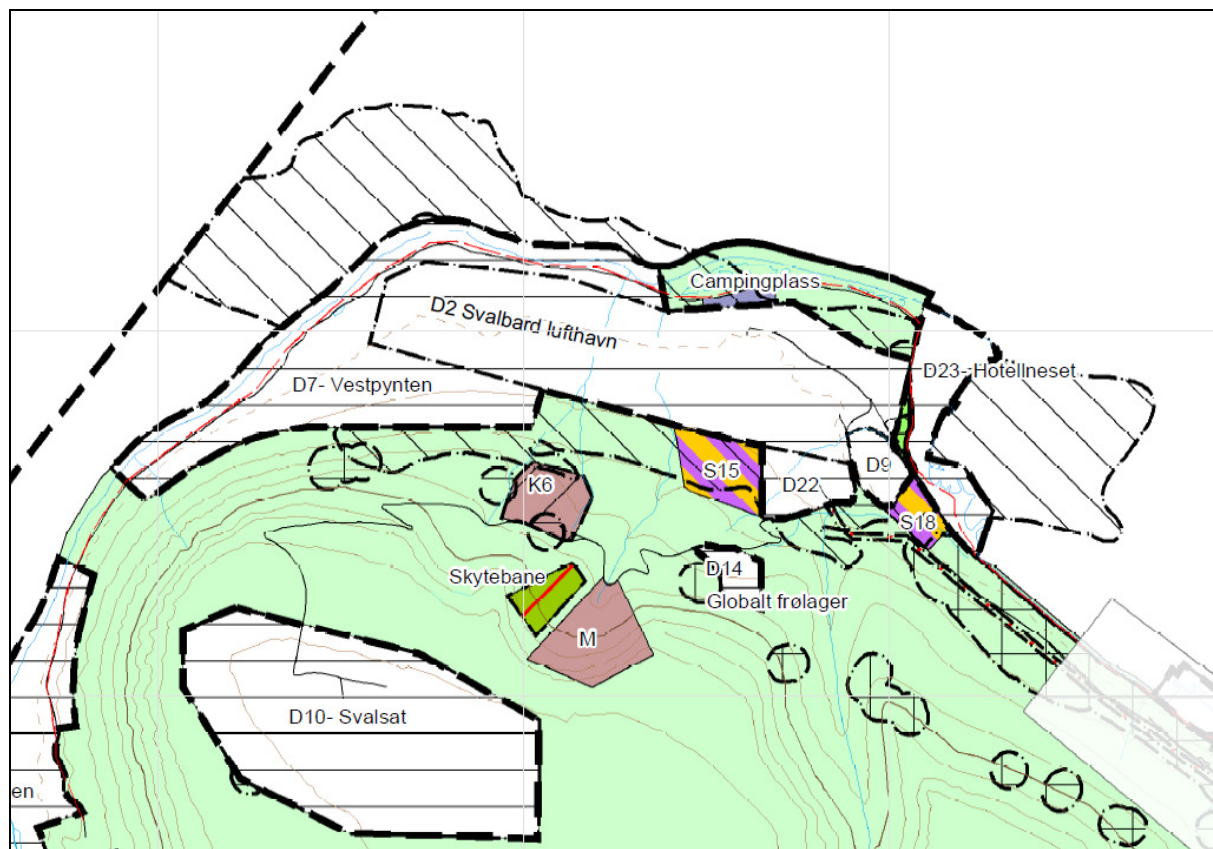 Campingplass
D2 Svalbard lufthavn
D23- Hotellneset
D7- Vestpynten
S15
D9
K6
D22
S18
Skytebane
D14
Globalt frølager
M
D10- Svalsat
en